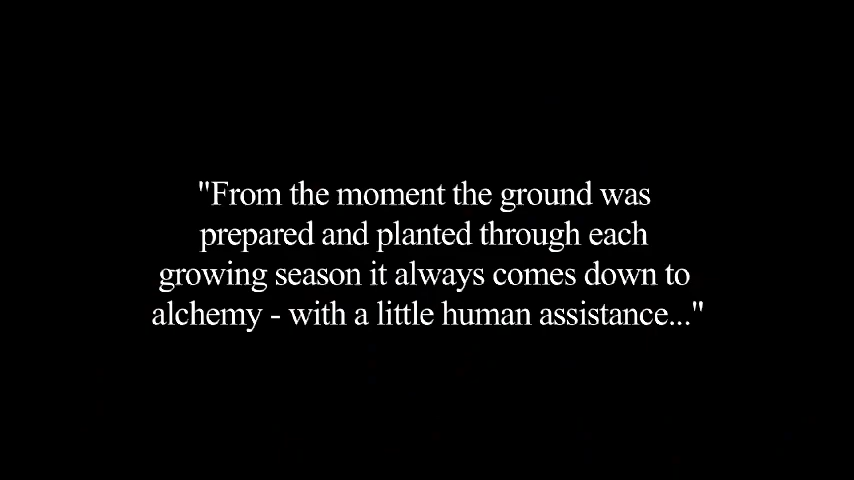 "From the moment the ground was
prepared and planted through each
growing season it always comes down to
alchemy - with a little human assistance..."